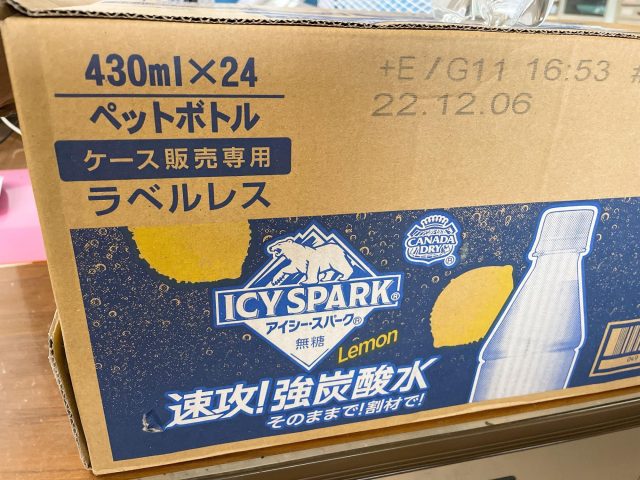 430ml×24
ペットボトル
ケース販売専用
ラベルレス
+E/G11 16:53
22.12.06
CANADA
DRY
®
ICY SPARK®
アイシー・スパーク®
無糖
Lemon
速攻!強炭酸水
そのままで!割材で!